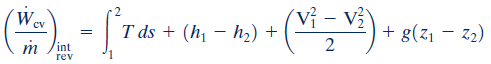 (Ẇcv / ṁ) int rev = ∫₁² T ds + (h₁ − h₂) + ((V₁² − V₂²) / 2) + g(z₁ − z₂)